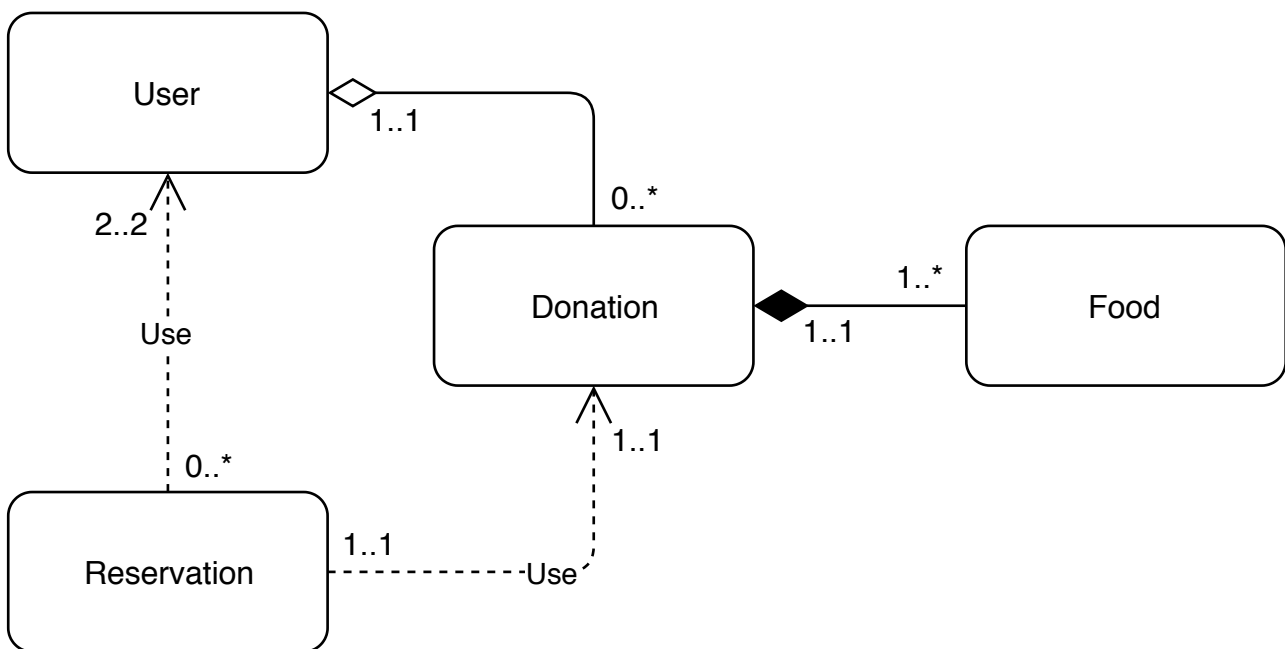 User
1..1
0..*
2..2
Donation
1..*
1..1
Food
Use
1..1
0..*
Reservation
1..1
Use